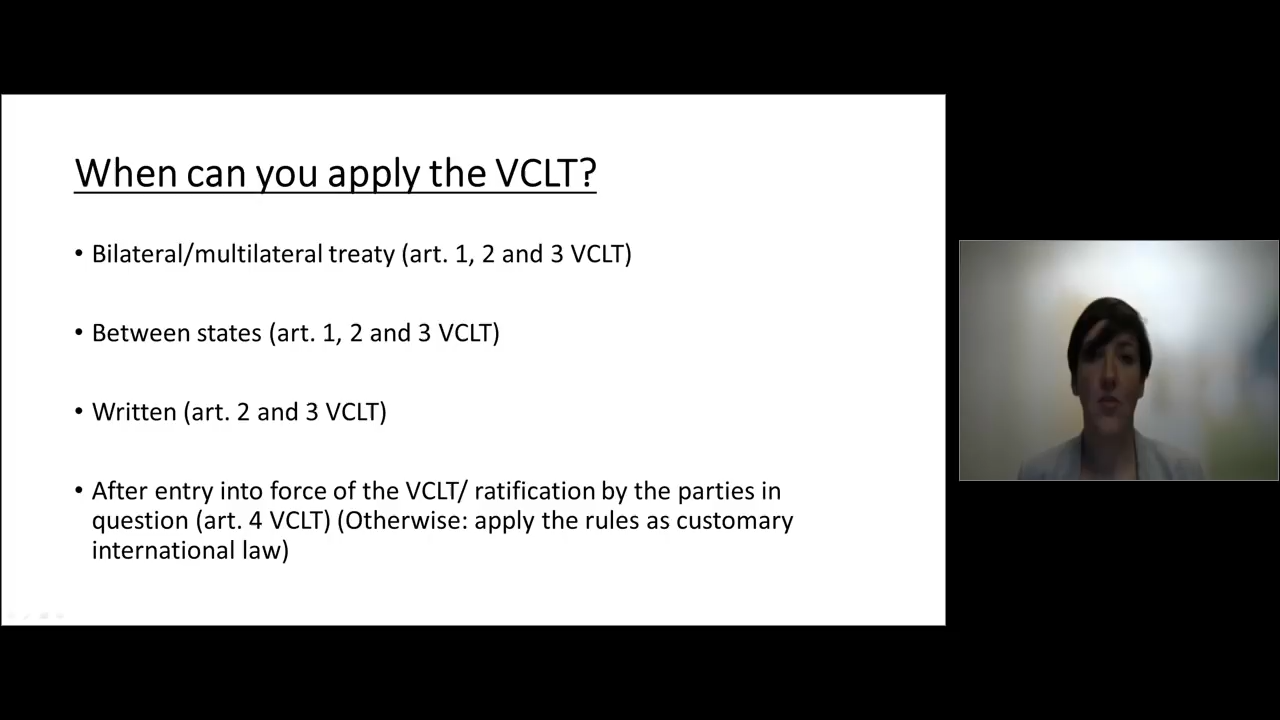 When can you apply the VCLT?
• Bilateral/multilateral treaty (art. 1, 2 and 3 VCLT)
• Between states (art. 1, 2 and 3 VCLT)
• Written (art. 2 and 3 VCLT)
• After entry into force of the VCLT/ ratification by the parties in
question (art. 4 VCLT) (Otherwise: apply the rules as customary
international law)